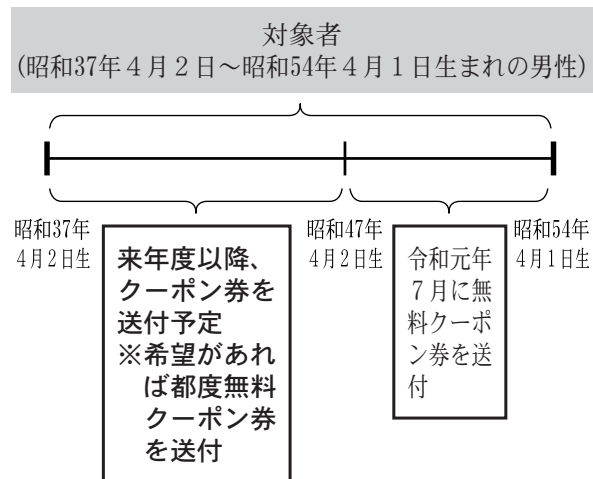 対象者
(昭和37年４月２日～昭和54年４月１日生まれの男性)
昭和37年
4月2日生
昭和47年
4月2日生
昭和54年
4月1日生
来年度以降、
クーポン券を
送付予定
※希望があれ
ば都度無料
クーポン券
を送付
令和元年
７月に無
料クーポ
ン券を送
付